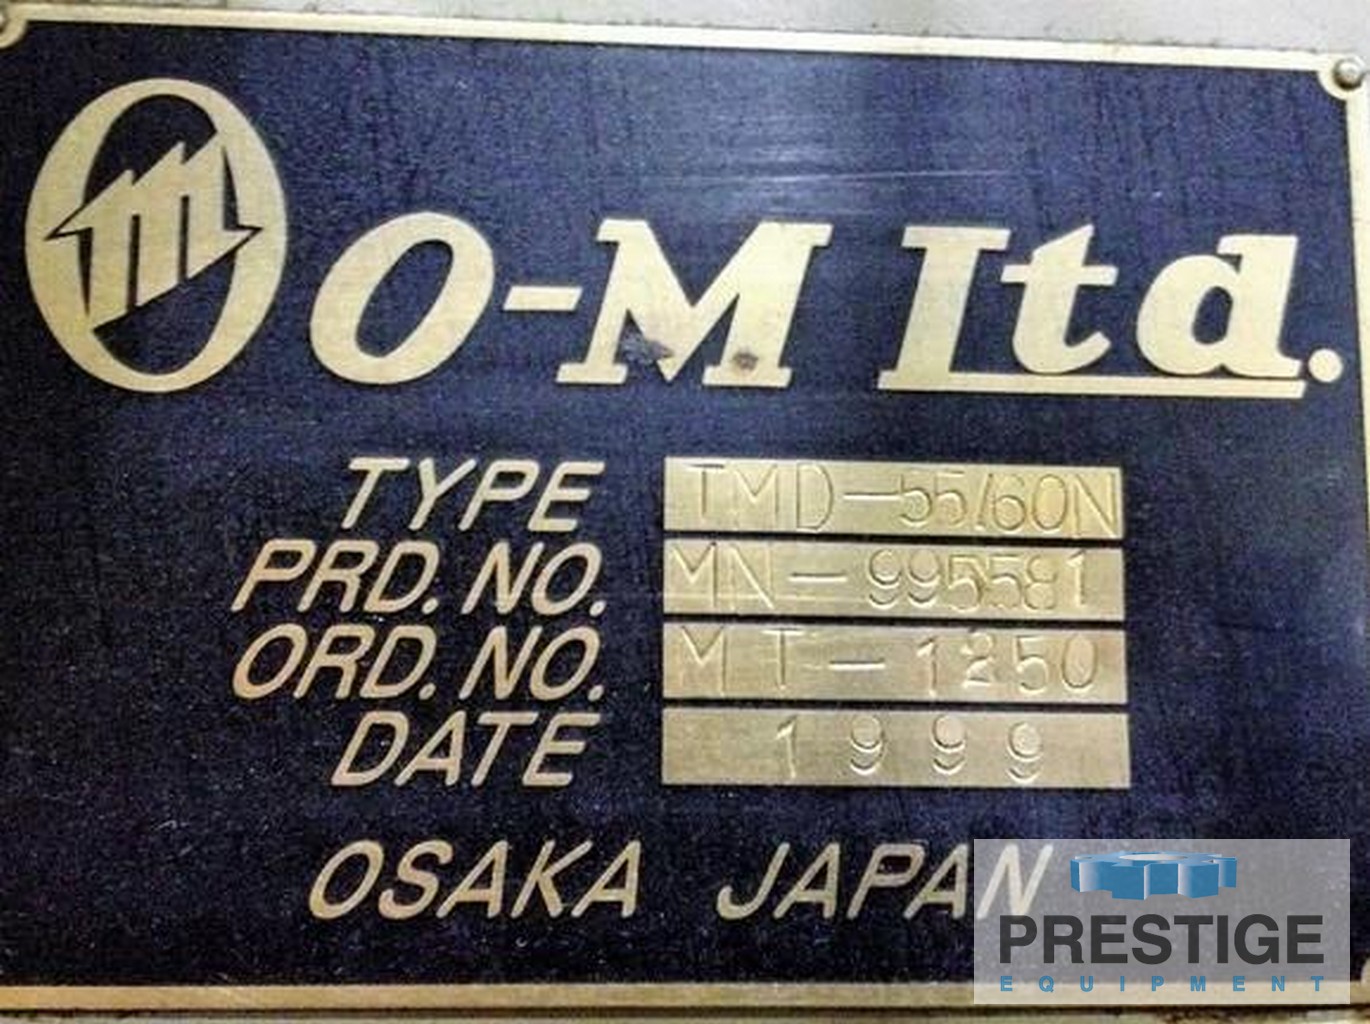 m O-M Ltd.
TYPE TMD-55/60N
PRD. NO. MN-995581
ORD. NO. MT-1250
DATE 1999
OSAKA JAPAN
PRESTIGE
EQUIPMENT